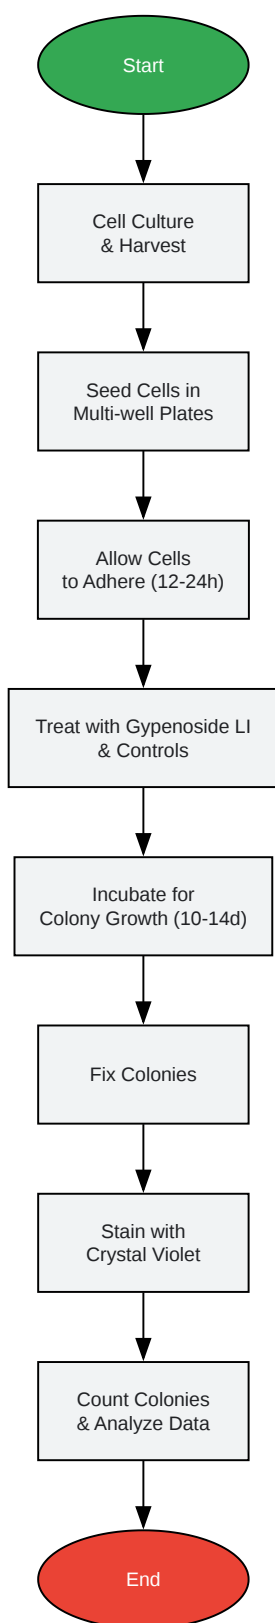 Start
Cell Culture
& Harvest
Seed Cells in
Multi-well Plates
Allow Cells
to Adhere (12-24h)
Treat with Gypenoside LI
& Controls
Incubate for
Colony Growth (10-14d)
Fix Colonies
Stain with
Crystal Violet
Count Colonies
& Analyze Data
End